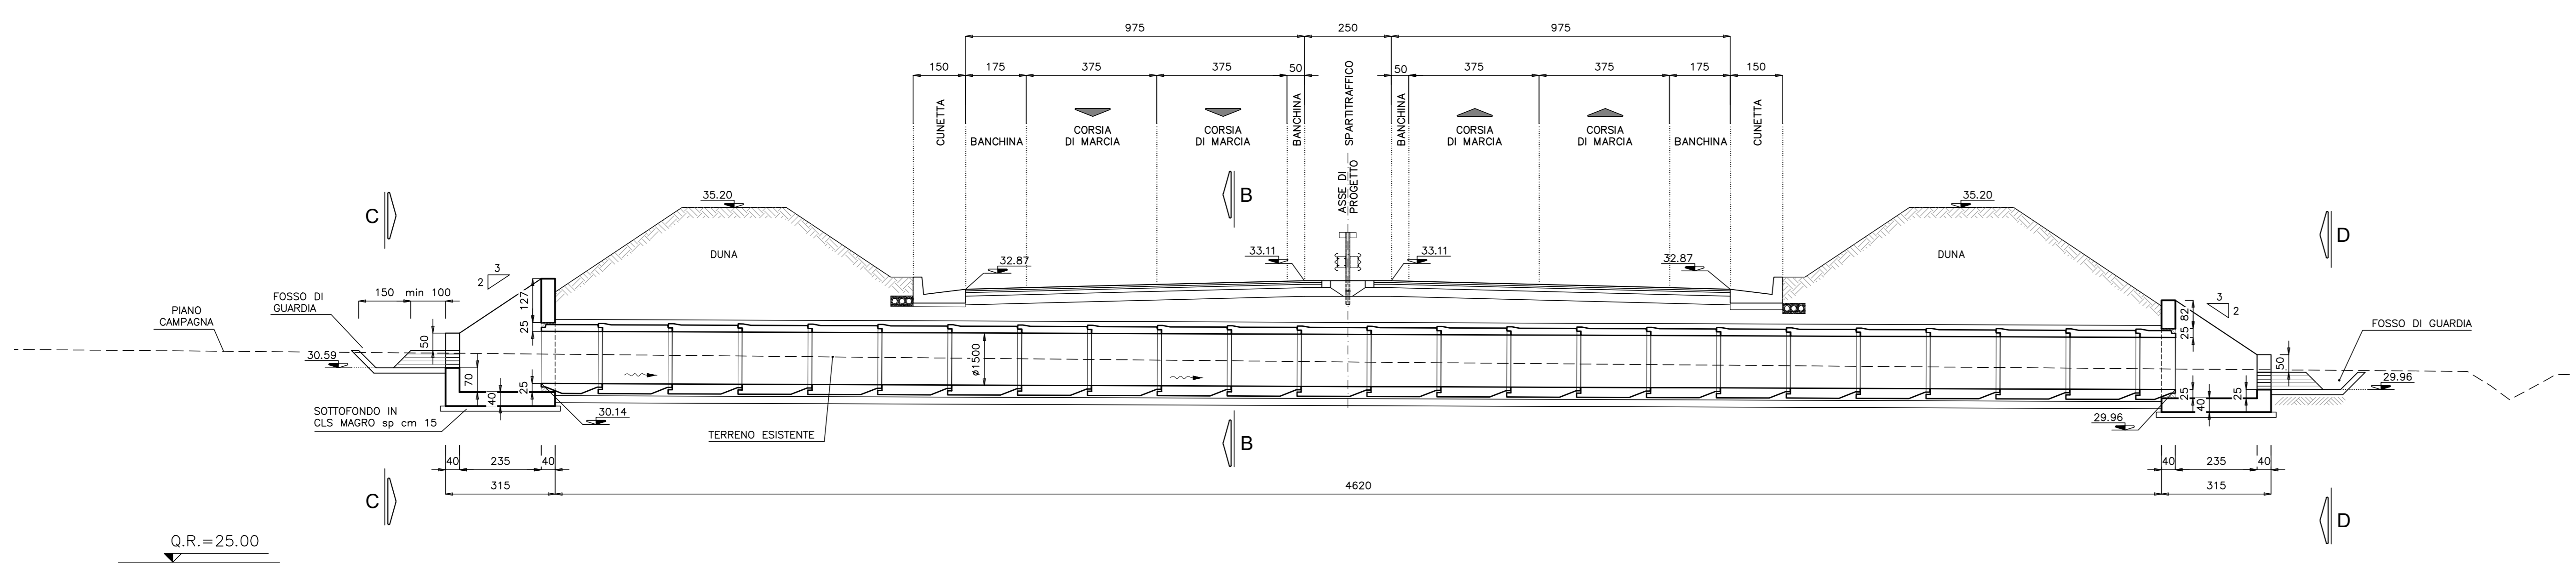 975
250
975
150
175
375
375
50
50
375
375
175
150
CUNETTA
BANCHINA
CORSIA
DI MARCIA
CORSIA
DI MARCIA
BANCHINA
SPARTITRAFFICO
ASSE DI
PROGETTO
BANCHINA
CORSIA
DI MARCIA
CORSIA
DI MARCIA
BANCHINA
CUNETTA
C
B
D
35.20
DUNA
35.20
DUNA
32.87
33.11
33.11
32.87
3
2
3
2
150
min 100
FOSSO DI
GUARDIA
PIANO
CAMPAGNA
30.59
127
25
50
70
25
40
ø1500
82
25
50
25
40
25
FOSSO DI GUARDIA
29.96
SOTTOFONDO IN
CLS MAGRO sp cm 15
30.14
TERRENO ESISTENTE
29.96
B
40
235
40
40
235
40
315
4620
315
C
D
Q.R.=25.00